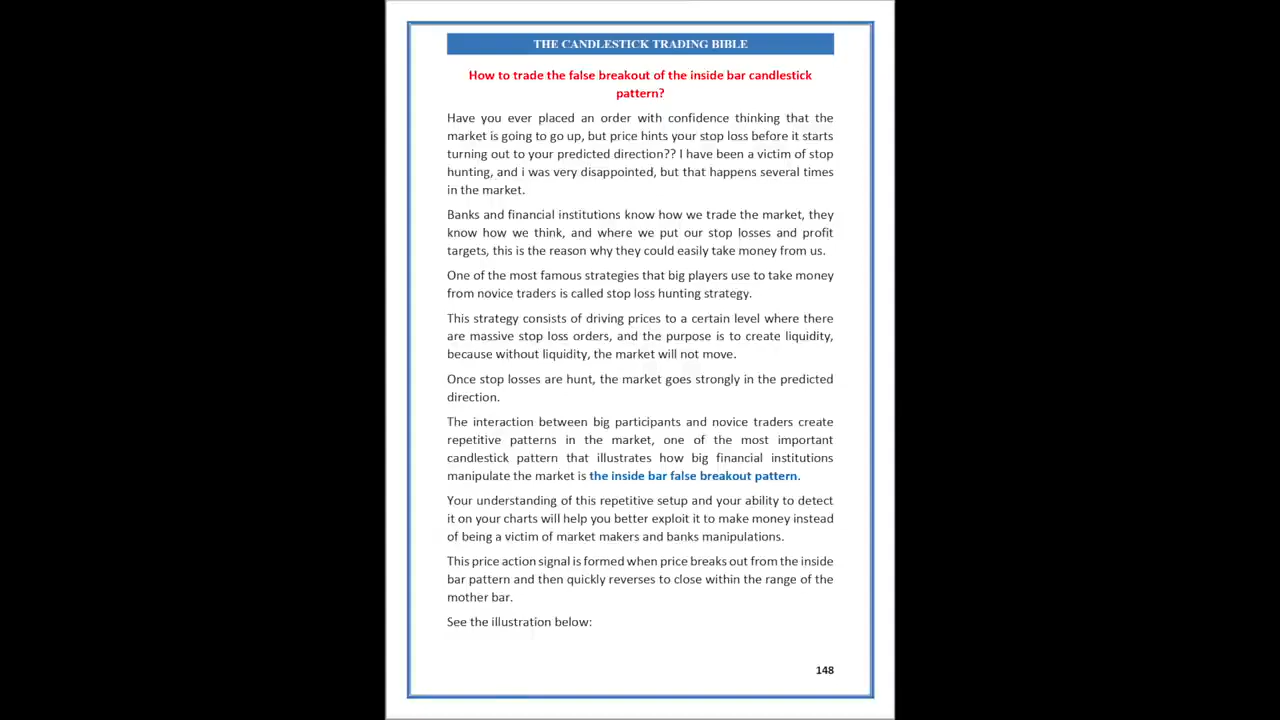 THE CANDLESTICK TRADING BIBLE
How to trade the false breakout of the inside bar candlestick
pattern?
Have you ever placed an order with confidence thinking that the
market is going to go up, but price hints your stop loss before it starts
turning out to your predicted direction?? I have been a victim of stop
hunting, and i was very disappointed, but that happens several times
in the market.
Banks and financial institutions know how we trade the market, they
know how we think, and where we put our stop losses and profit
targets, this is the reason why they could easily take money from us.
One of the most famous strategies that big players use to take money
from novice traders is called stop loss hunting strategy.
This strategy consists of driving prices to a certain level where there
are massive stop loss orders, and the purpose is to create liquidity,
because without liquidity, the market will not move.
Once stop losses are hunt, the market goes strongly in the predicted
direction.
The interaction between big participants and novice traders create
repetitive patterns in the market, one of the most important
candlestick pattern that illustrates how big financial institutions
manipulate the market is the inside bar false breakout pattern.
Your understanding of this repetitive setup and your ability to detect
it on your charts will help you better exploit it to make money instead
of being a victim of market makers and banks manipulations.
This price action signal is formed when price breaks out from the inside
bar pattern and then quickly reverses to close within the range of the
mother bar.
See the illustration below:
148